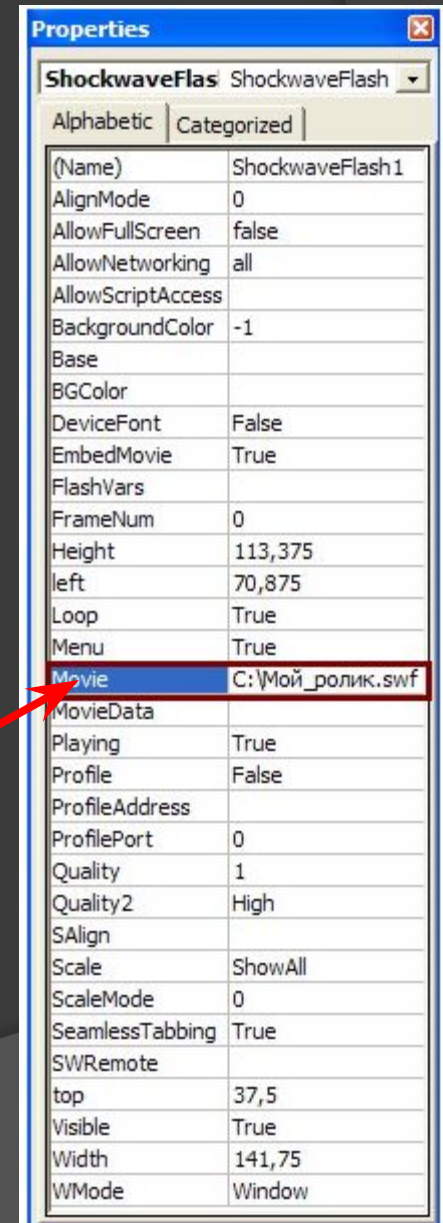 Properties
ShockwaveFlas ShockwaveFlash
Alphabetic Categorized
(Name) ShockwaveFlash1
AlignMode 0
AllowFullScreen false
AllowNetworking all
AllowScriptAccess
BackgroundColor -1
Base
BGColor
DeviceFont False
EmbedMovie True
FlashVars
FrameNum 0
Height 113,375
left 70,875
Loop True
Menu True
Movie C:\Мой_ролик.swf
MovieData
Playing True
Profile False
ProfileAddress
ProfilePort 0
Quality 1
Quality2 High
SAlign
Scale ShowAll
ScaleMode 0
SeamlessTabbing True
SWRemote
top 37,5
Visible True
Width 141,75
WMode Window